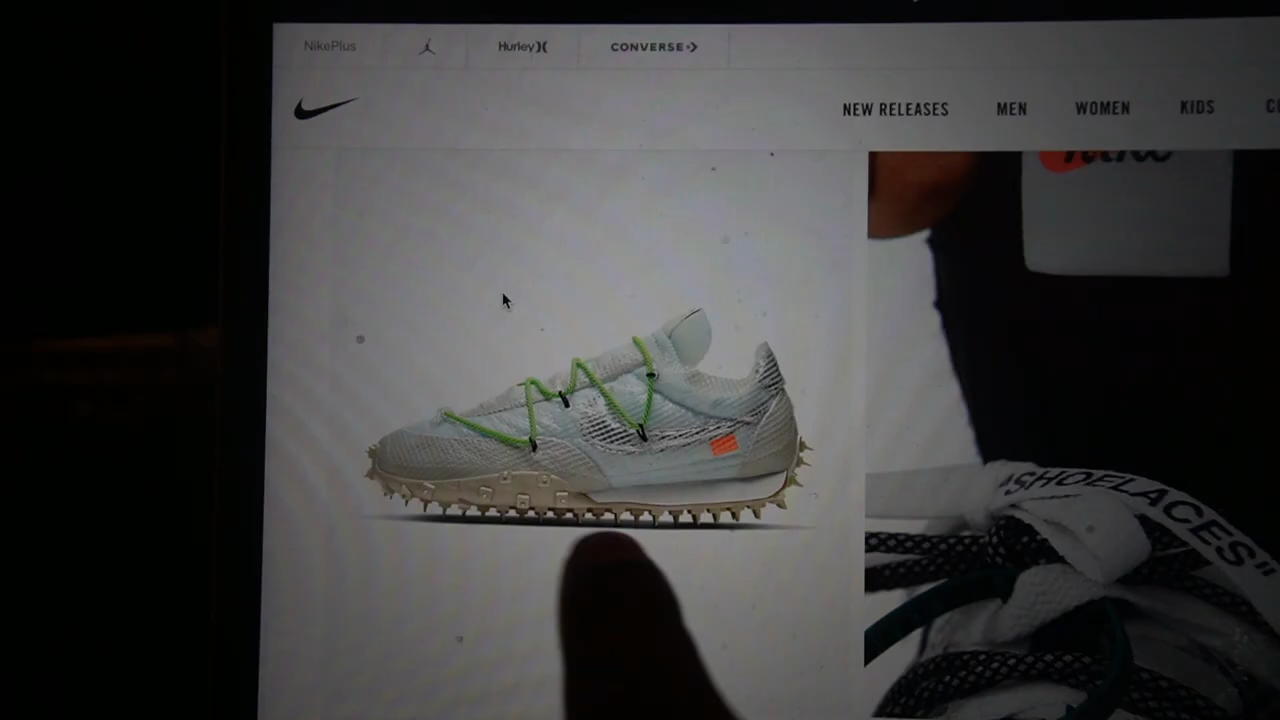 NikePlus
Hurley
CONVERSE
NEW RELEASES MEN WOMEN KIDS
"SHOELACES"